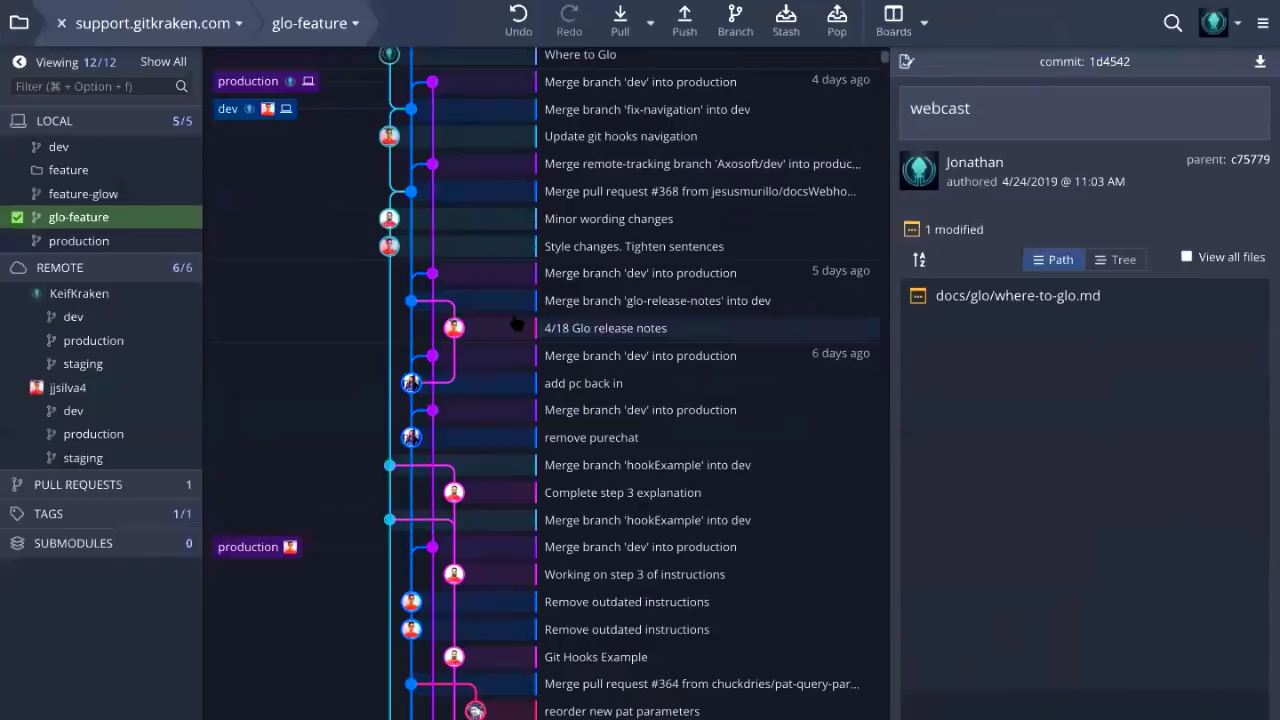 support.gitkraken.com
glo-feature
Undo
Redo
Pull
Push
Branch
Stash
Pop
Boards
Viewing 12/12
Show All
Filter (⌘ + Option + f)
LOCAL
5/5
dev
feature
feature-glow
glo-feature
production
REMOTE
6/6
KeifKraken
dev
production
staging
jjsilva4
dev
production
staging
PULL REQUESTS
1
TAGS
1/1
SUBMODULES
0
production
dev
production
Where to Glo
Merge branch 'dev' into production
4 days ago
Merge branch 'fix-navigation' into dev
Update git hooks navigation
Merge remote-tracking branch 'Axosoft/dev' into produc...
Merge pull request #368 from jesusmurillo/docsWebho...
Minor wording changes
Style changes. Tighten sentences
Merge branch 'dev' into production
5 days ago
Merge branch 'glo-release-notes' into dev
4/18 Glo release notes
Merge branch 'dev' into production
6 days ago
add pc back in
Merge branch 'dev' into production
remove purechat
Merge branch 'hookExample' into dev
Complete step 3 explanation
Merge branch 'hookExample' into dev
Merge branch 'dev' into production
Working on step 3 of instructions
Remove outdated instructions
Remove outdated instructions
Git Hooks Example
Merge pull request #364 from chuckdries/pat-query-par...
reorder new pat parameters
commit: 1d4542
webcast
Jonathan
parent: c75779
authored 4/24/2019 @ 11:03 AM
1 modified
Path
Tree
View all files
docs/glo/where-to-glo.md